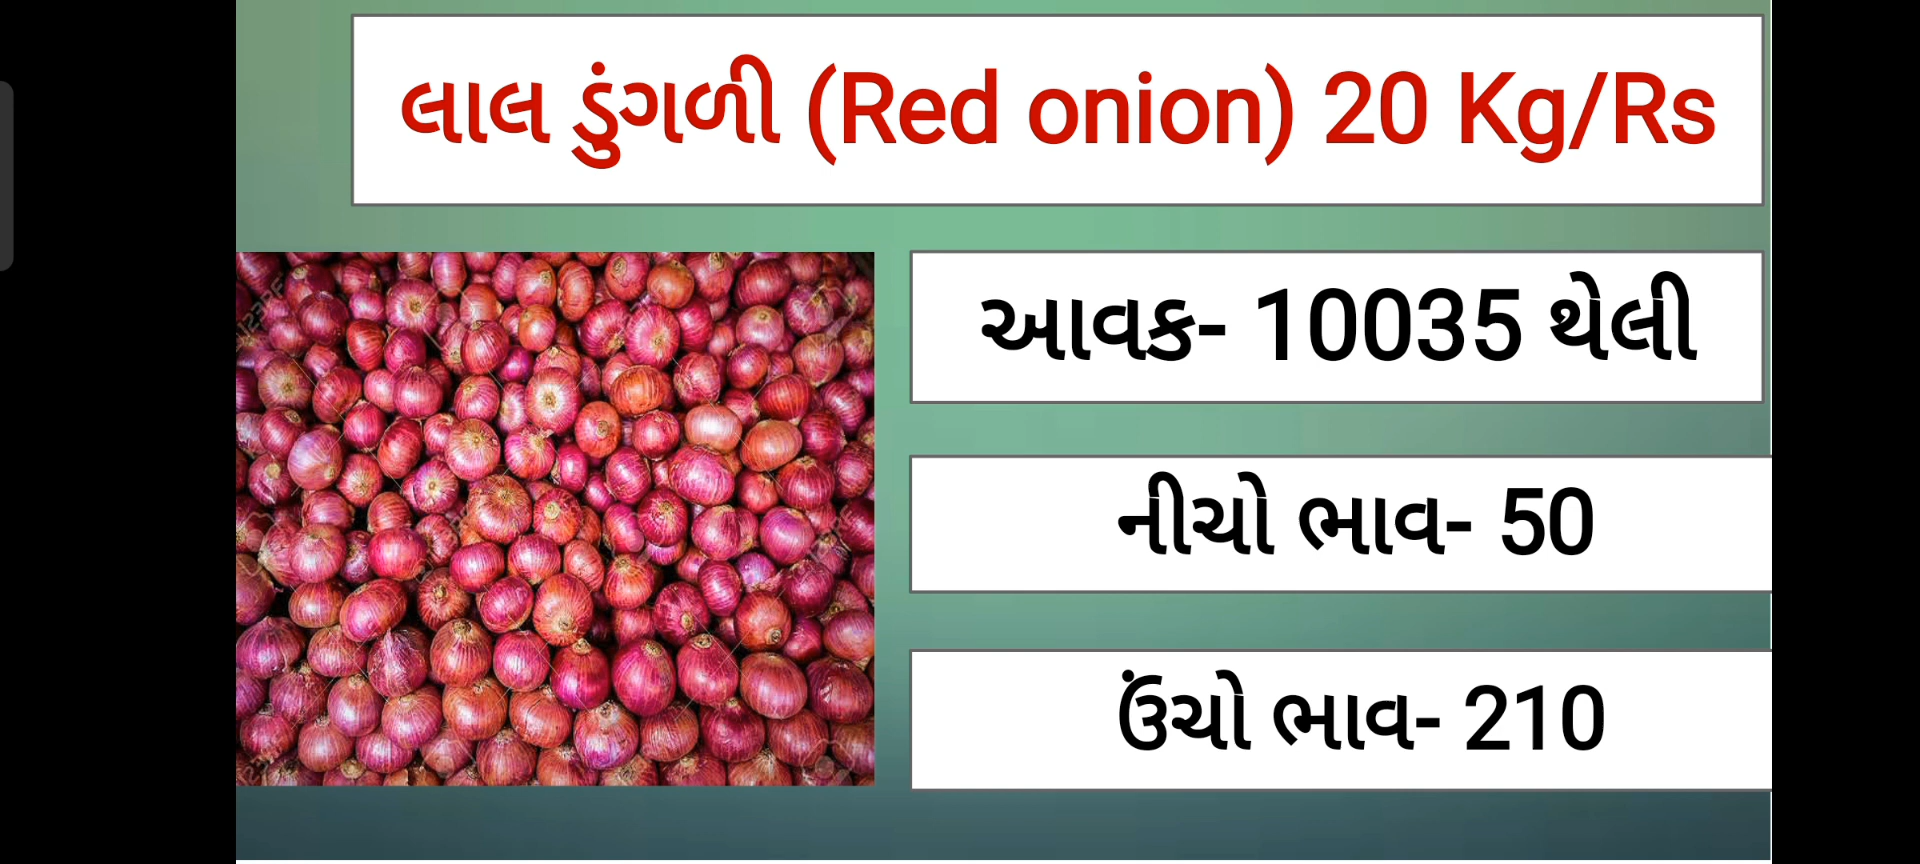 લાલ ડુંગળી (Red onion) 20 Kg/Rs
આવક- 10035 થેલી
નીચો ભાવ- 50
ઉંચો ભાવ- 210